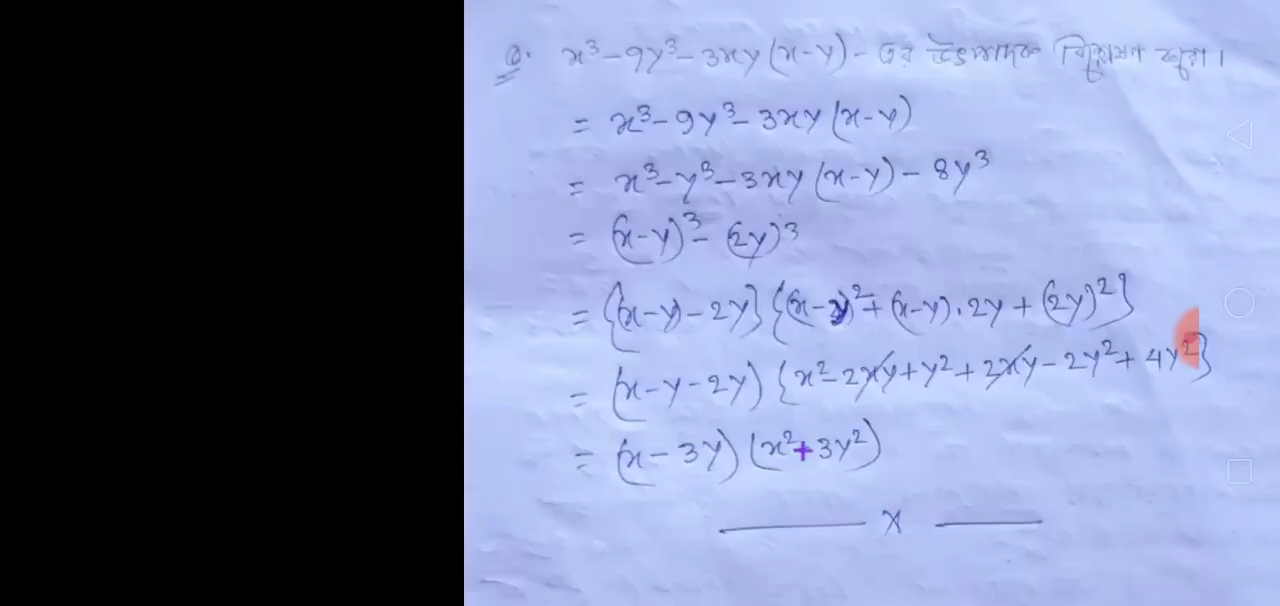 Q. x³ - 9y³ - 3xy (x-y) - এর উৎপাদক বিশ্লেষণ করো।
= x³ - 9y³ - 3xy (x-y)
= x³ - y³ - 3xy (x-y) - 8y³
= (x-y)³ - (2y)³
= {(x-y) - 2y} {(x-y)² + (x-y).2y + (2y)²}
= (x-y-2y) {x² - 2xy + y² + 2xy - 2y² + 4y²}
= (x - 3y) (x² + 3y²)
x